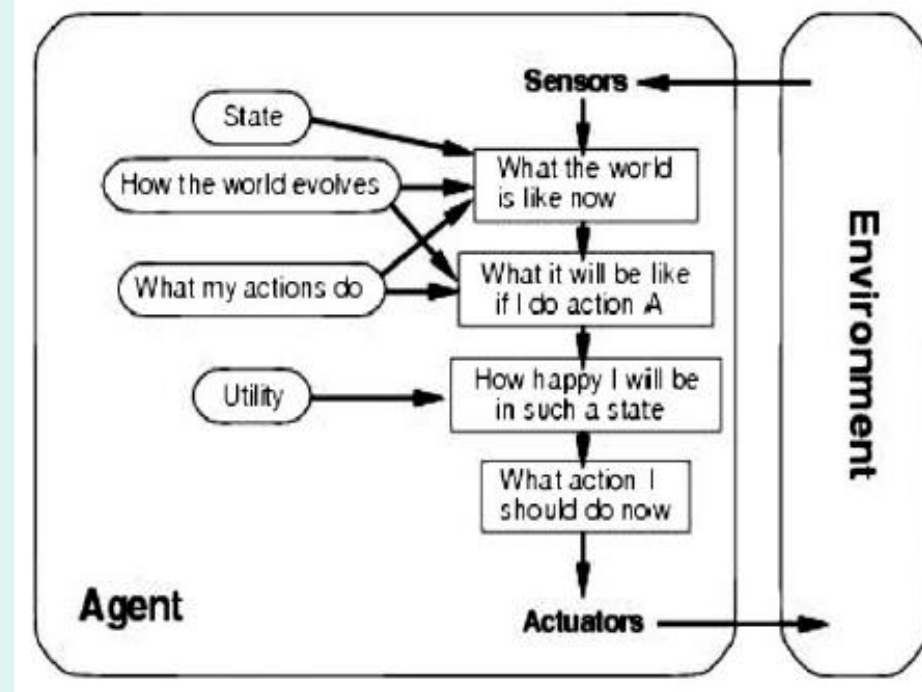 Sensors
State
What the world
is like now
How the world evolves
What it will be like
if I do action A
What my actions do
How happy I will be
in such a state
Utility
What action I
should do now
Agent
Actuators
Environment